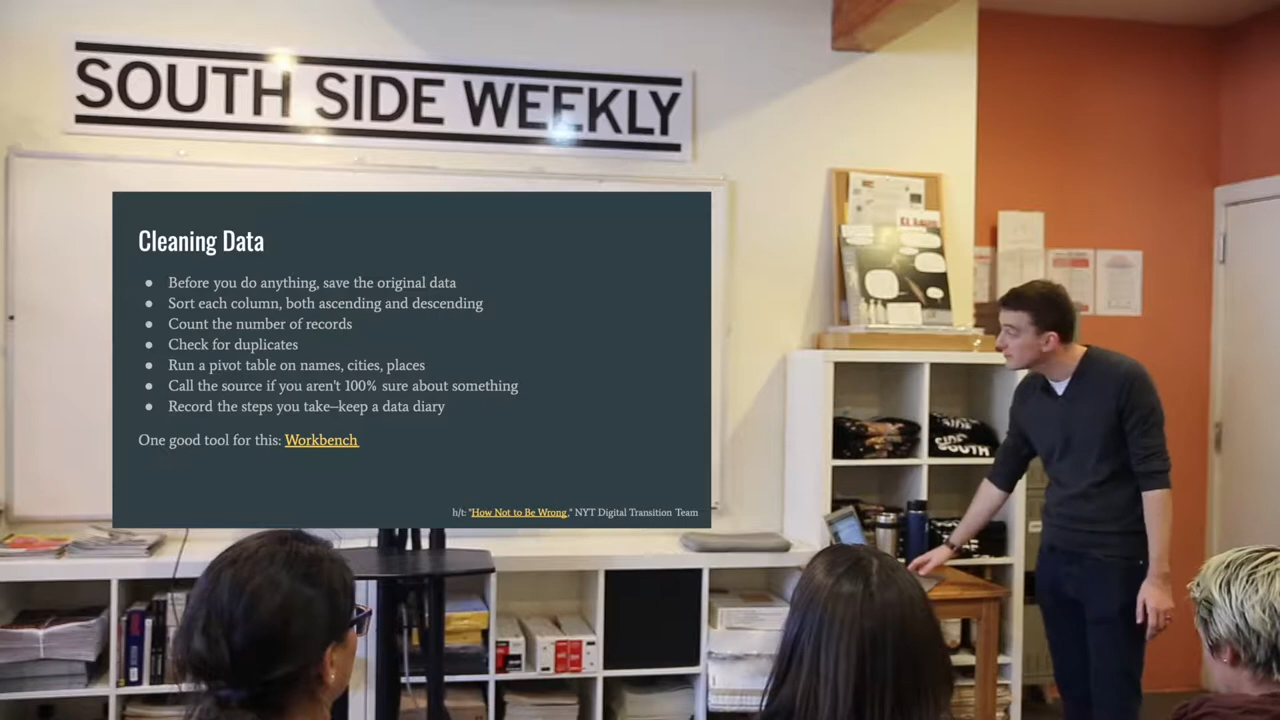 SOUTH SIDE WEEKLY
Cleaning Data
● Before you do anything, save the original data
● Sort each column, both ascending and descending
● Count the number of records
● Check for duplicates
● Run a pivot table on names, cities, places
● Call the source if you aren't 100% sure about something
● Record the steps you take—keep a data diary
One good tool for this: Workbench
h/t: "How Not to Be Wrong," NYT Digital Transition Team
SIDE
SOUTH